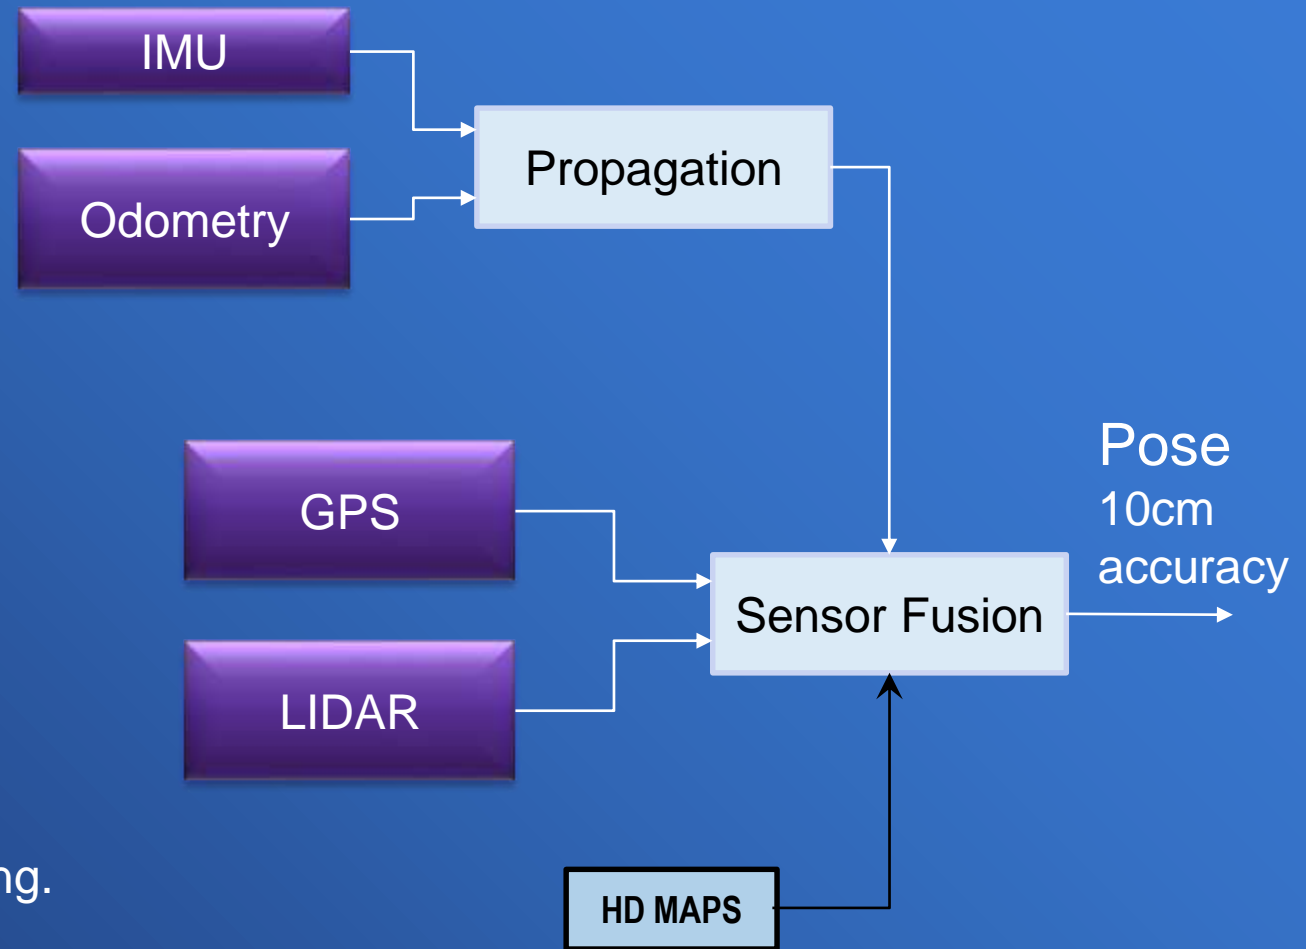 IMU
Propagation
Odometry
GPS
Pose
10cm
accuracy
Sensor Fusion
LIDAR
ng.
HD MAPS